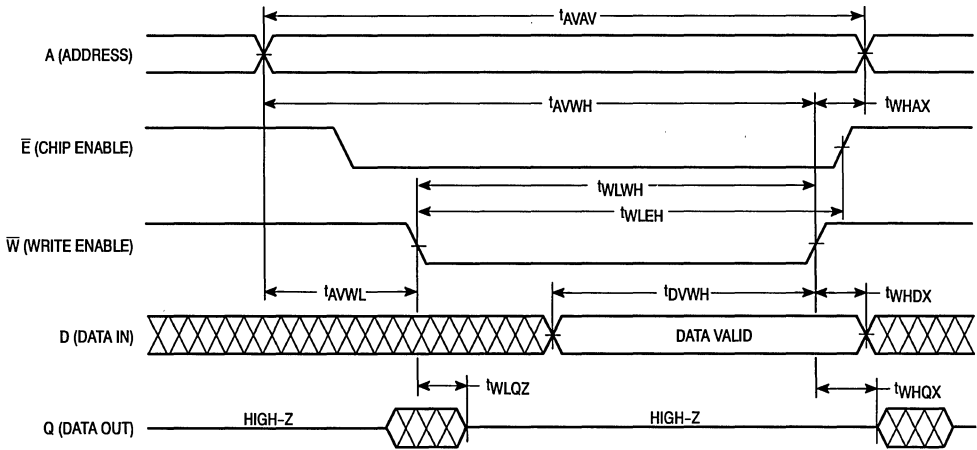 tAVAV
A (ADDRESS)
tAVWH
tWHAX
E̅ (CHIP ENABLE)
tWLWH
tWLEH
W̅ (WRITE ENABLE)
tAVWL
tDVWH
tWHDX
D (DATA IN)
DATA VALID
tWLQZ
tWHQX
Q (DATA OUT)
HIGH–Z
HIGH–Z